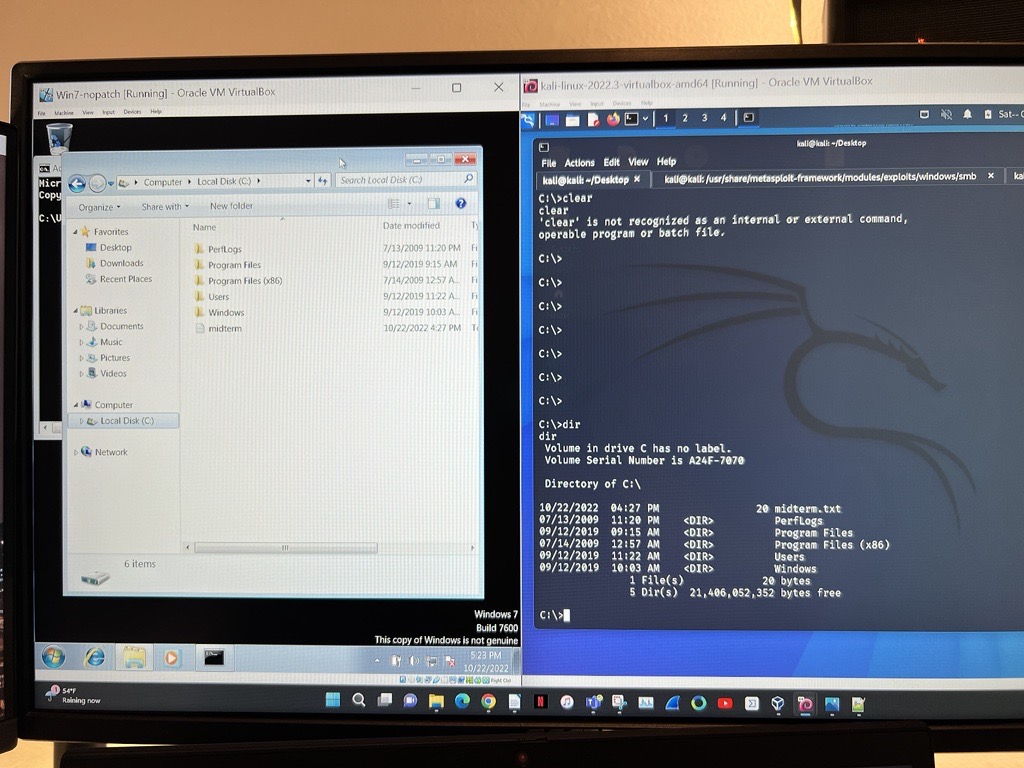 Win7-nopatch [Running] - Oracle VM VirtualBox
File Machine View Input Devices Help
Computer Local Disk (C:)
Search Local Disk (C:)
Organize
Share with
New folder
Name
Date modified
Favorites
Desktop
Downloads
Recent Places
Libraries
Documents
Music
Pictures
Videos
Computer
Local Disk (C:)
Network
PerfLogs 7/13/2009 11:20 PM
Program Files 9/12/2019 9:15 AM
Program Files (x86) 7/14/2009 12:57 A...
Users 9/12/2019 11:22 A...
Windows 9/12/2019 10:03 A...
midterm 10/22/2022 4:27 PM
6 items
Micr
Copy
C:\U
Windows 7
Build 7600
This copy of Windows is not genuine
5:23 PM
10/22/2022
Right Ctrl
kali-linux-2022.3-virtualbox-amd64 [Running] - Oracle VM VirtualBox
File Machine View Input Devices Help
1 2 3 4
Sat--
kali@kali: ~/Desktop
File Actions Edit View Help
kali@kali: ~/Desktop
kali@kali: /usr/share/metasploit-framework/modules/exploits/windows/smb
C:\>clear
clear
'clear' is not recognized as an internal or external command,
operable program or batch file.
C:\>
C:\>
C:\>
C:\>
C:\>
C:\>
C:\>
C:\>dir
dir
Volume in drive C has no label.
Volume Serial Number is A24F-7070
Directory of C:\
10/22/2022 04:27 PM 20 midterm.txt
07/13/2009 11:20 PM <DIR> PerfLogs
09/12/2019 09:15 AM <DIR> Program Files
07/14/2009 12:57 AM <DIR> Program Files (x86)
09/12/2019 11:22 AM <DIR> Users
09/12/2019 10:03 AM <DIR> Windows
1 File(s) 20 bytes
5 Dir(s) 21,406,052,352 bytes free
C:\>
54°F
Raining now